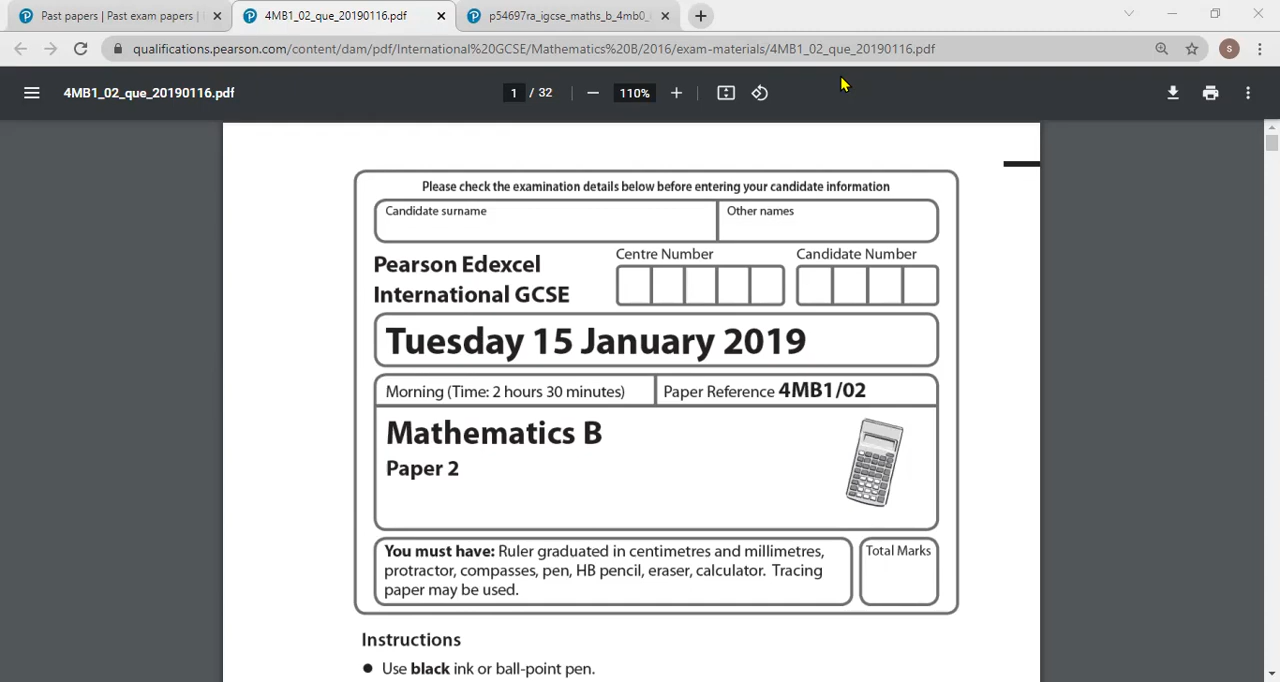 Past papers | Past exam papers |
4MB1_02_que_20190116.pdf
p54697ra_igcse_maths_b_4mb0_
qualifications.pearson.com/content/dam/pdf/International%20GCSE/Mathematics%20B/2016/exam-materials/4MB1_02_que_20190116.pdf
S
4MB1_02_que_20190116.pdf
1 / 32
110%
Please check the examination details below before entering your candidate information
Candidate surname
Other names
Pearson Edexcel
International GCSE
Centre Number
Candidate Number
Tuesday 15 January 2019
Morning (Time: 2 hours 30 minutes)
Paper Reference 4MB1/02
Mathematics B
Paper 2
You must have: Ruler graduated in centimetres and millimetres,
protractor, compasses, pen, HB pencil, eraser, calculator. Tracing
paper may be used.
Total Marks
Instructions
● Use black ink or ball-point pen.